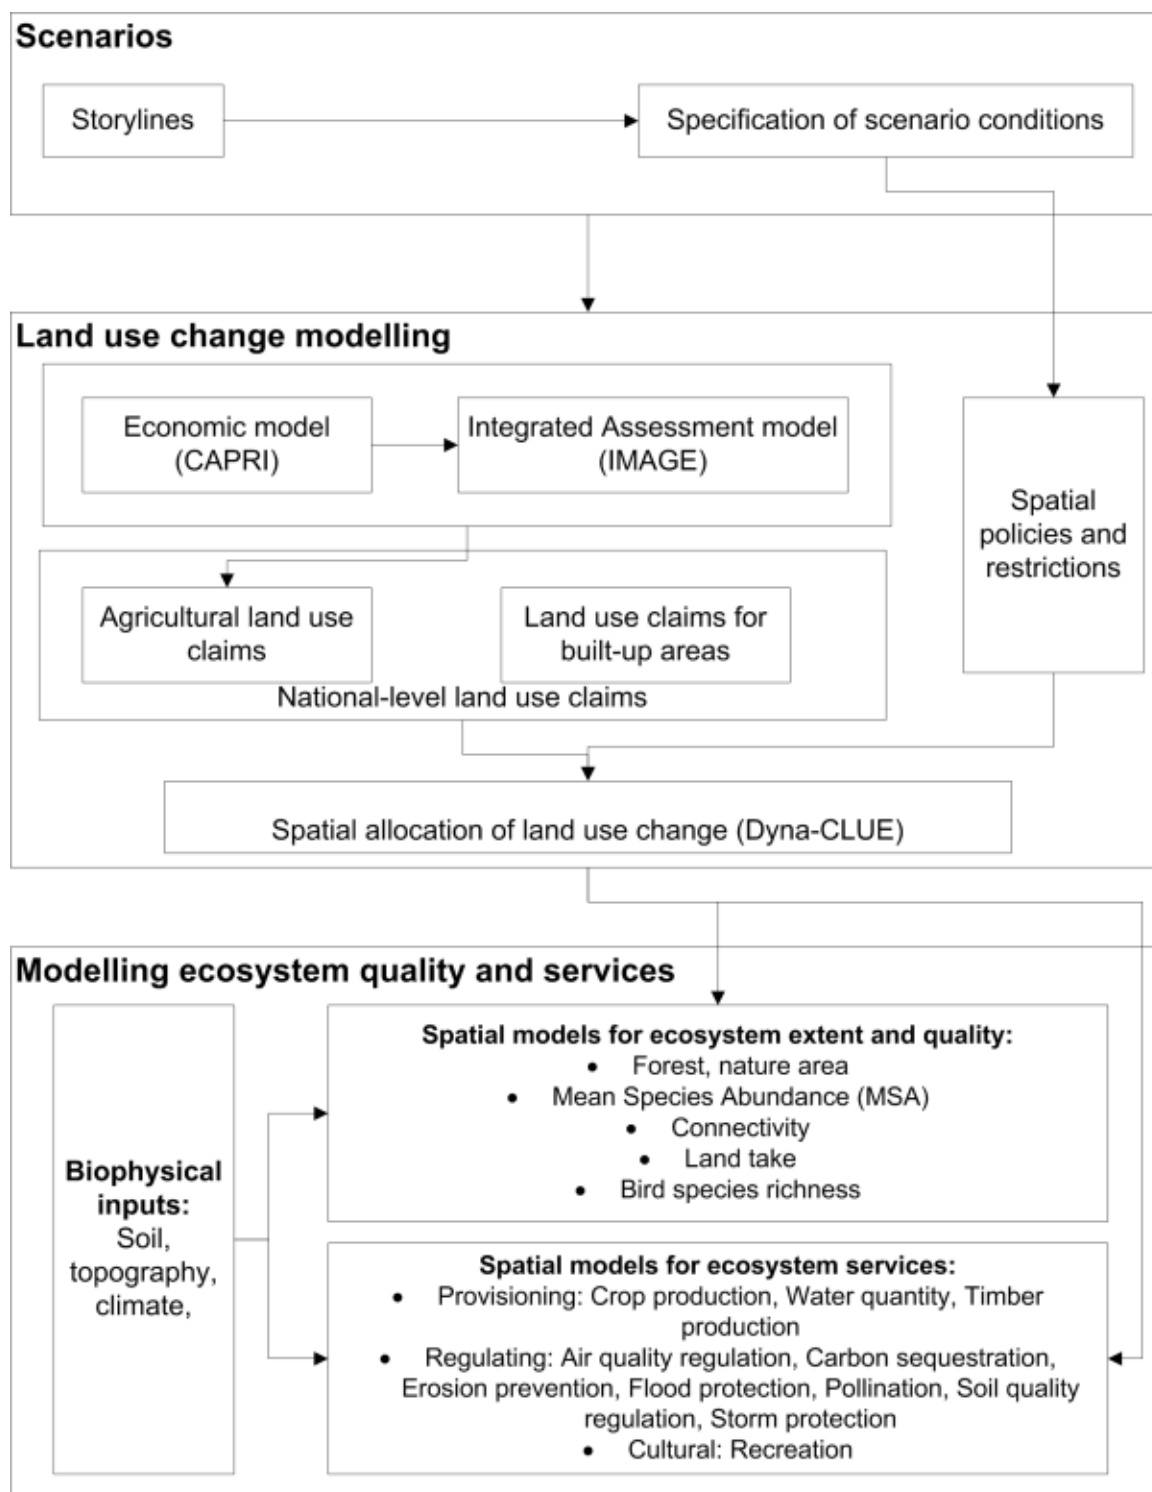 Scenarios
Storylines
Specification of scenario conditions
Land use change modelling
Economic model
(CAPRI)
Integrated Assessment model
(IMAGE)
Spatial
policies and
restrictions
Agricultural land use
claims
Land use claims for
built-up areas
National-level land use claims
Spatial allocation of land use change (Dyna-CLUE)
Modelling ecosystem quality and services
Biophysical
inputs:
Soil,
topography,
climate,
Spatial models for ecosystem extent and quality:
• Forest, nature area
• Mean Species Abundance (MSA)
• Connectivity
• Land take
• Bird species richness
Spatial models for ecosystem services:
• Provisioning: Crop production, Water quantity, Timber
production
• Regulating: Air quality regulation, Carbon sequestration,
Erosion prevention, Flood protection, Pollination, Soil quality
regulation, Storm protection
• Cultural: Recreation